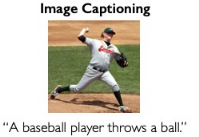 Image Captioning
"A baseball player throws a ball."